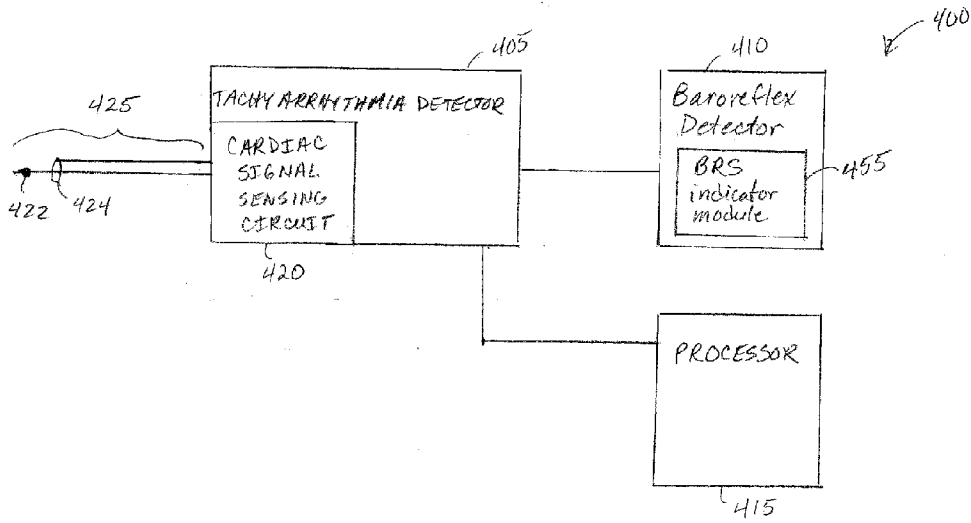 400
405
410
425
TACHYARRHYTHMIA DETECTOR
Baroreflex
Detector
CARDIAC
SIGNAL
SENSING
CIRCUIT
BRS
indicator
module
455
422
424
420
PROCESSOR
415